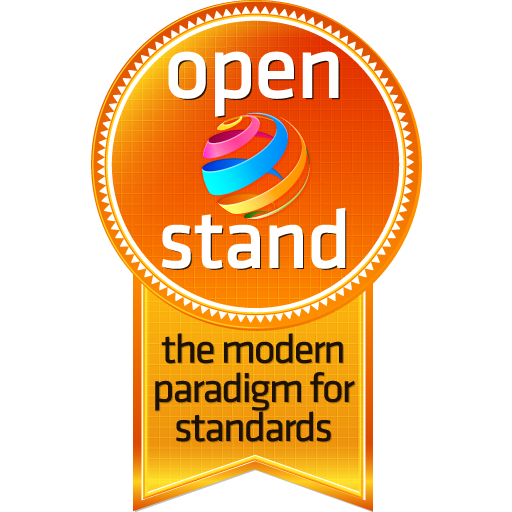 open
stand
the modern
paradigm for
standards